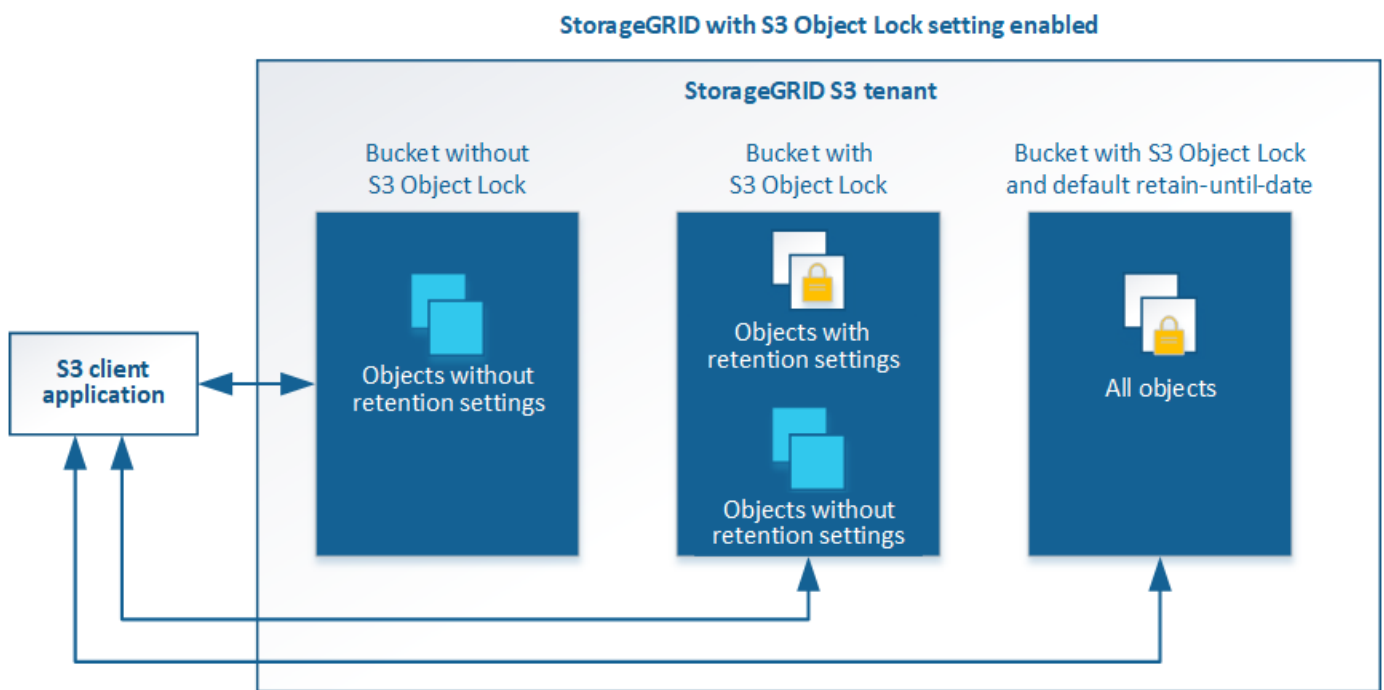 StorageGRID with S3 Object Lock setting enabled
StorageGRID S3 tenant
Bucket without
S3 Object Lock
Bucket with
S3 Object Lock
Bucket with S3 Object Lock
and default retain-until-date
S3 client
application
Objects without
retention settings
Objects with
retention settings
Objects without
retention settings
All objects